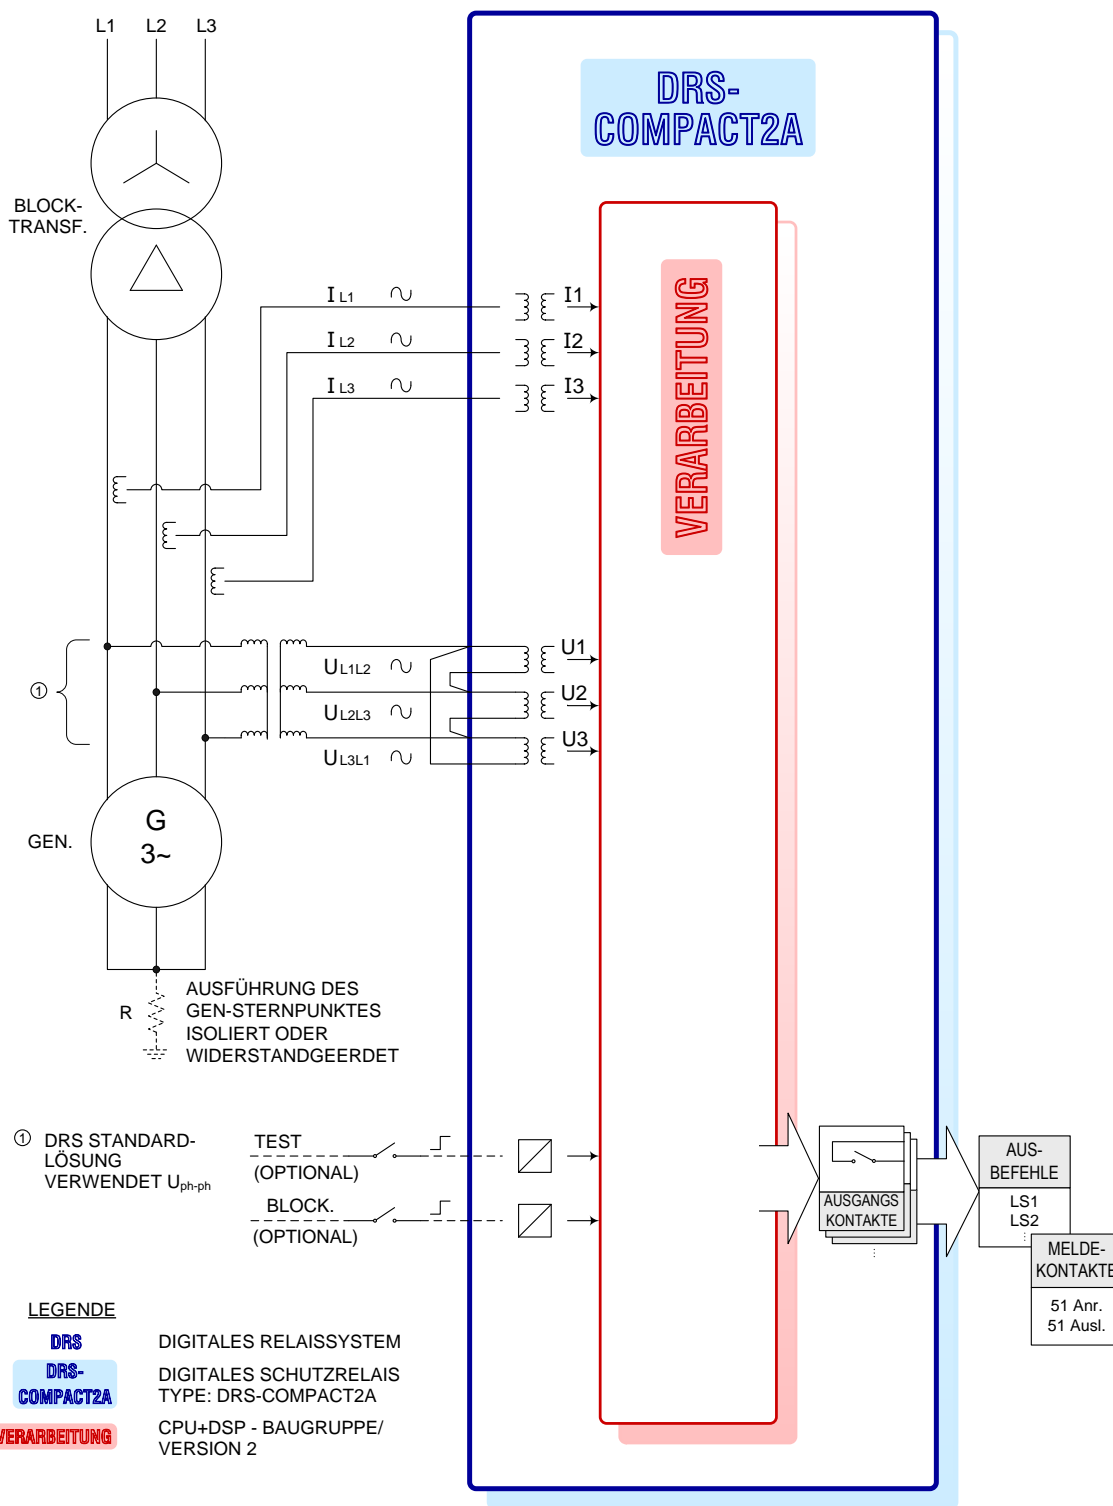 L1 L2 L3
DRS-
COMPACT2A
BLOCK-
TRANSF.
VERARBEITUNG
I L1
I1
I L2
I2
I L3
I3
①
U L1L2
U1
U L2L3
U2
U L3L1
U3
GEN.
G
3~
R
AUSFÜHRUNG DES
GEN-STERNPUNKTES
ISOLIERT ODER
WIDERSTANDGEERDET
① DRS STANDARD-
LÖSUNG
VERWENDET Uph-ph
TEST
(OPTIONAL)
BLOCK.
(OPTIONAL)
AUSGANGS
KONTAKTE
AUS-
BEFEHLE
LS1
LS2
MELDE-
KONTAKTE
51 Anr.
51 Ausl.
LEGENDE
DRS DIGITALES RELAISSYSTEM
DRS-
COMPACT2A
DIGITALES SCHUTZRELAIS
TYPE: DRS-COMPACT2A
VERARBEITUNG
CPU+DSP - BAUGRUPPE/
VERSION 2